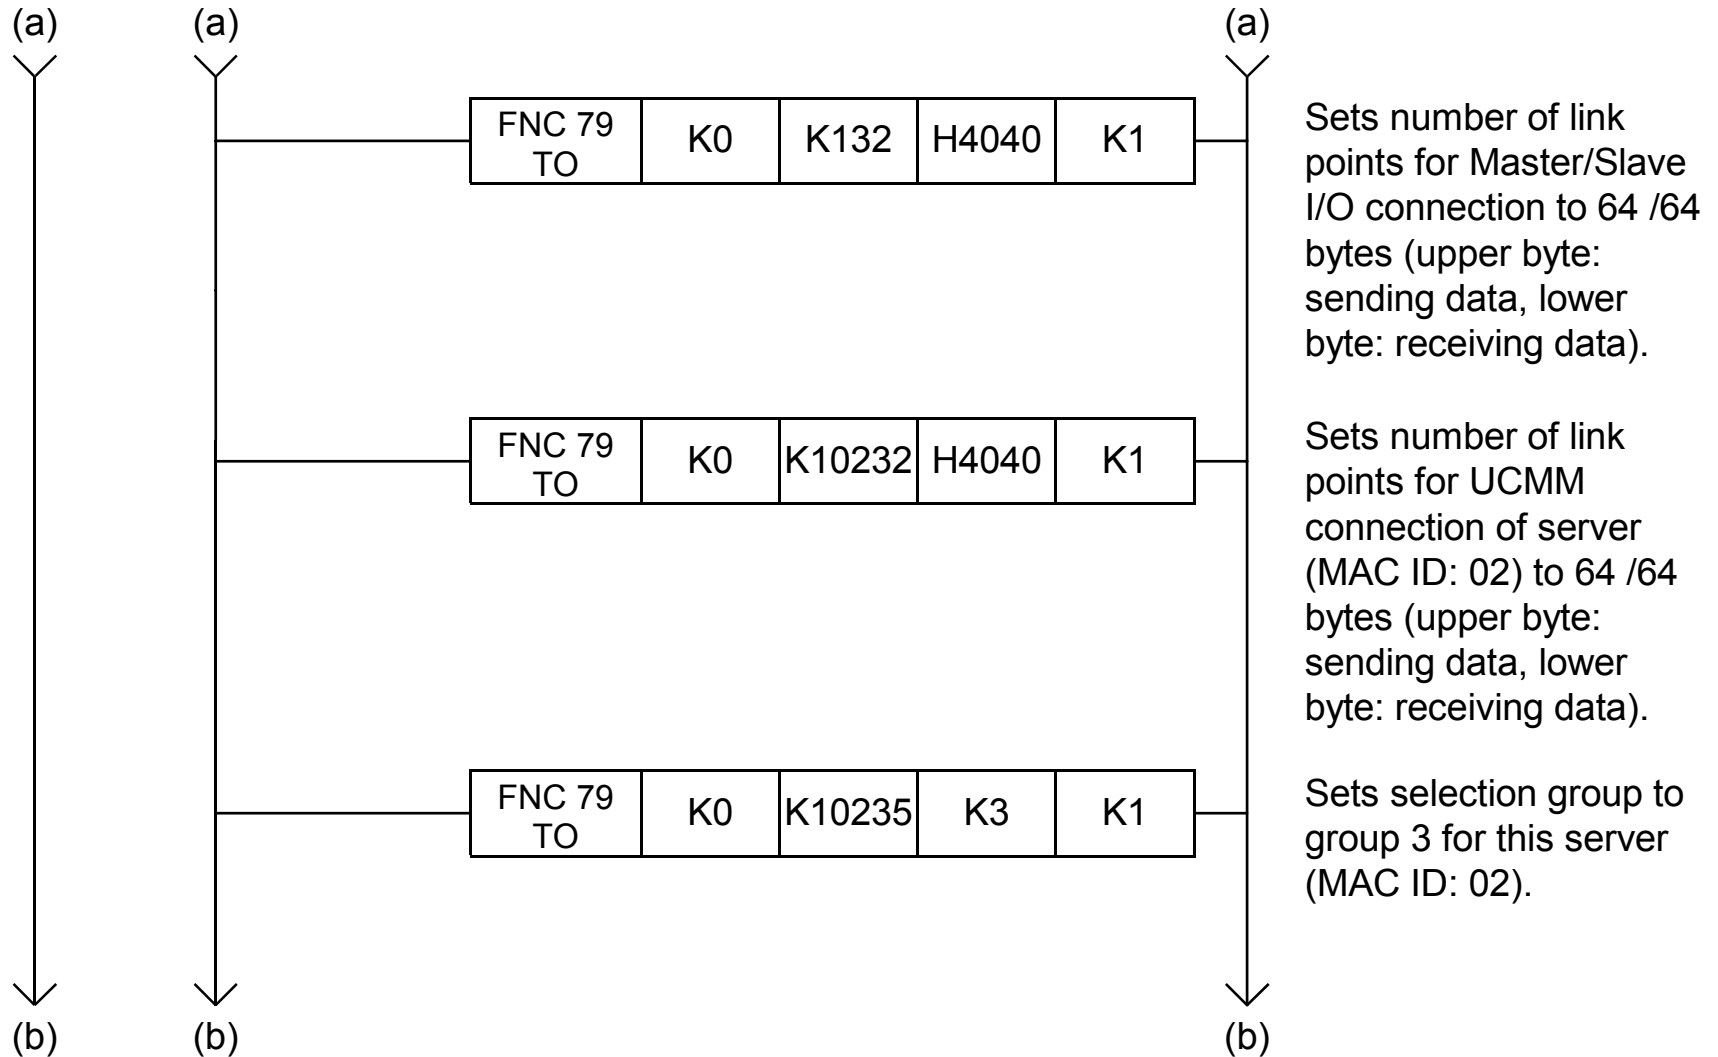 (a) (a) (a)
FNC 79
TO
K0 K132 H4040 K1
Sets number of link
points for Master/Slave
I/O connection to 64 /64
bytes (upper byte:
sending data, lower
byte: receiving data).
FNC 79
TO
K0 K10232 H4040 K1
Sets number of link
points for UCMM
connection of server
(MAC ID: 02) to 64 /64
bytes (upper byte:
sending data, lower
byte: receiving data).
FNC 79
TO
K0 K10235 K3 K1
Sets selection group to
group 3 for this server
(MAC ID: 02).
(b) (b) (b)